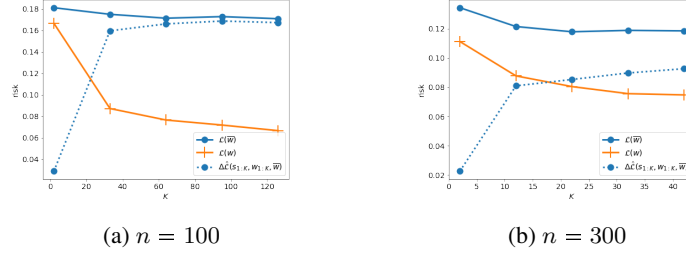 0.18
0.16
0.14
0.12
0.10
0.08
0.06
0.04
risk
0 20 40 60 80 100 120
K
L(w̅)
L(w)
ΔL̂(s₁:K, w₁:K, w̅)
(a) n = 100
0.12
0.10
0.08
0.06
0.04
0.02
risk
0 5 10 15 20 25 30 35 40
K
L(w̅)
L(w)
ΔL̂(s₁:K, w₁:K, w̅)
(b) n = 300